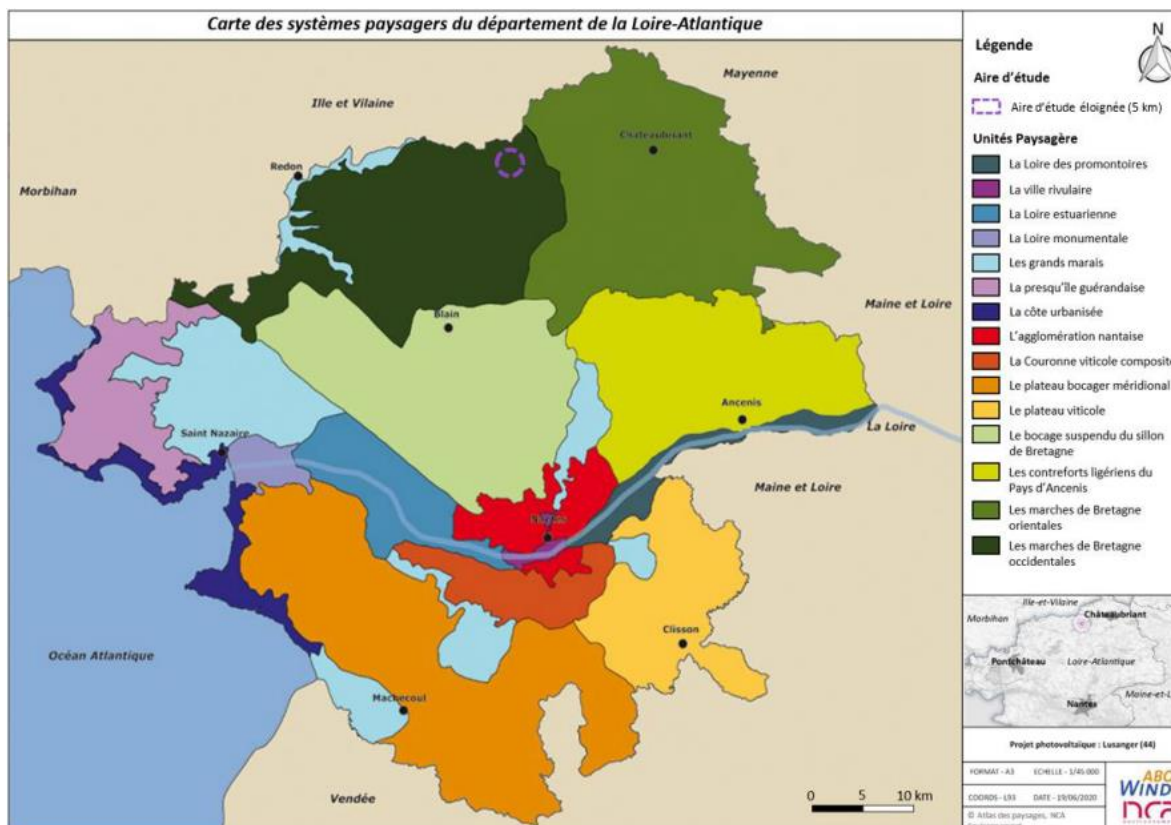 Carte des systèmes paysagers du département de la Loire-Atlantique
Mayenne
Ille et Vilaine
Chateaubriant
Redon
Morbihan
Maine et Loire
Blain
Ancenis
La Loire
Saint Nazaire
Maine et Loire
Nantes
Océan Atlantique
Clisson
Machecoul
Vendée
0 5 10 km
Légende
N
Aire d'étude
Aire d'étude éloignée (5 km)
Unités Paysagère
La Loire des promontoires
La ville rivulaire
La Loire estuarienne
La Loire monumentale
Les grands marais
La presqu'île guérandaise
La côte urbanisée
L'agglomération nantaise
La Couronne viticole composite
Le plateau bocager méridional
Le plateau viticole
Le bocage suspendu du sillon
de Bretagne
Les contreforts ligériens du
Pays d'Ancenis
Les marches de Bretagne
orientales
Les marches de Bretagne
occidentales
Ille-et-Vilaine
Morbihan
Châteaubriant
Pontchâteau
Loire-Atlantique
Maine-et-L
Nantes
Projet photovoltaïque : Lusanger (44)
FORMAT - A3 ECHELLE - 1/45 000
COORDS - L93 DATE - 19/06/2020
© Atlas des paysages, NCA
ABO
WIND
nca